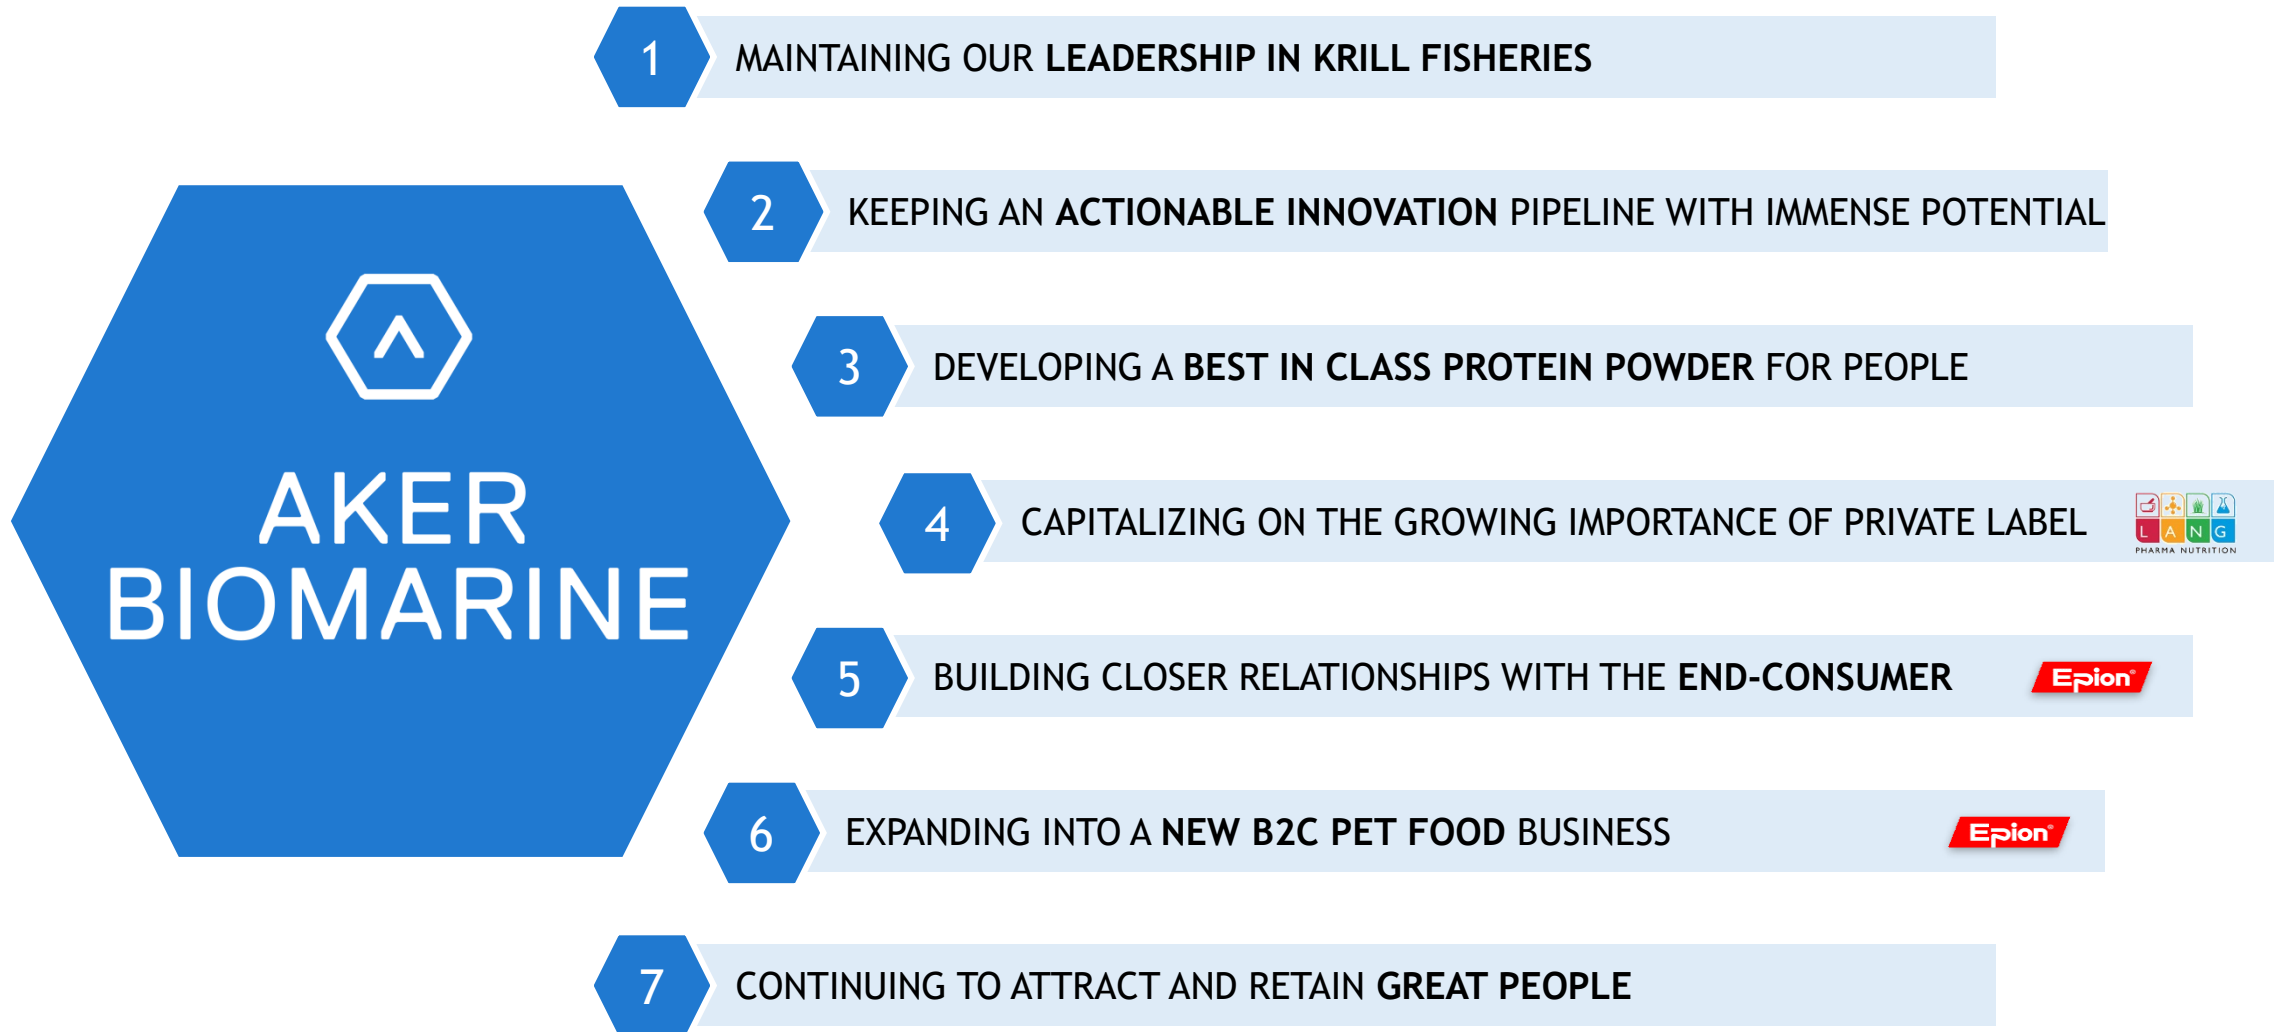 AKER
BIOMARINE
1 MAINTAINING OUR LEADERSHIP IN KRILL FISHERIES
2 KEEPING AN ACTIONABLE INNOVATION PIPELINE WITH IMMENSE POTENTIAL
3 DEVELOPING A BEST IN CLASS PROTEIN POWDER FOR PEOPLE
4 CAPITALIZING ON THE GROWING IMPORTANCE OF PRIVATE LABEL
LANG
PHARMA NUTRITION
5 BUILDING CLOSER RELATIONSHIPS WITH THE END-CONSUMER
Epion®
6 EXPANDING INTO A NEW B2C PET FOOD BUSINESS
Epion®
7 CONTINUING TO ATTRACT AND RETAIN GREAT PEOPLE